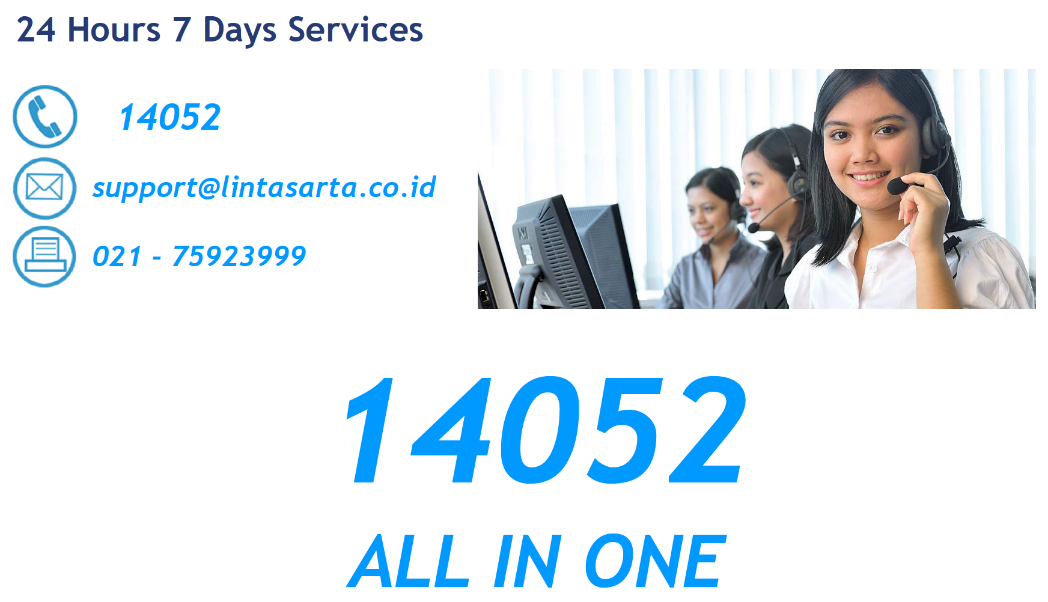 24 Hours 7 Days Services
14052
support@lintasarta.co.id
021 - 75923999
14052
ALL IN ONE